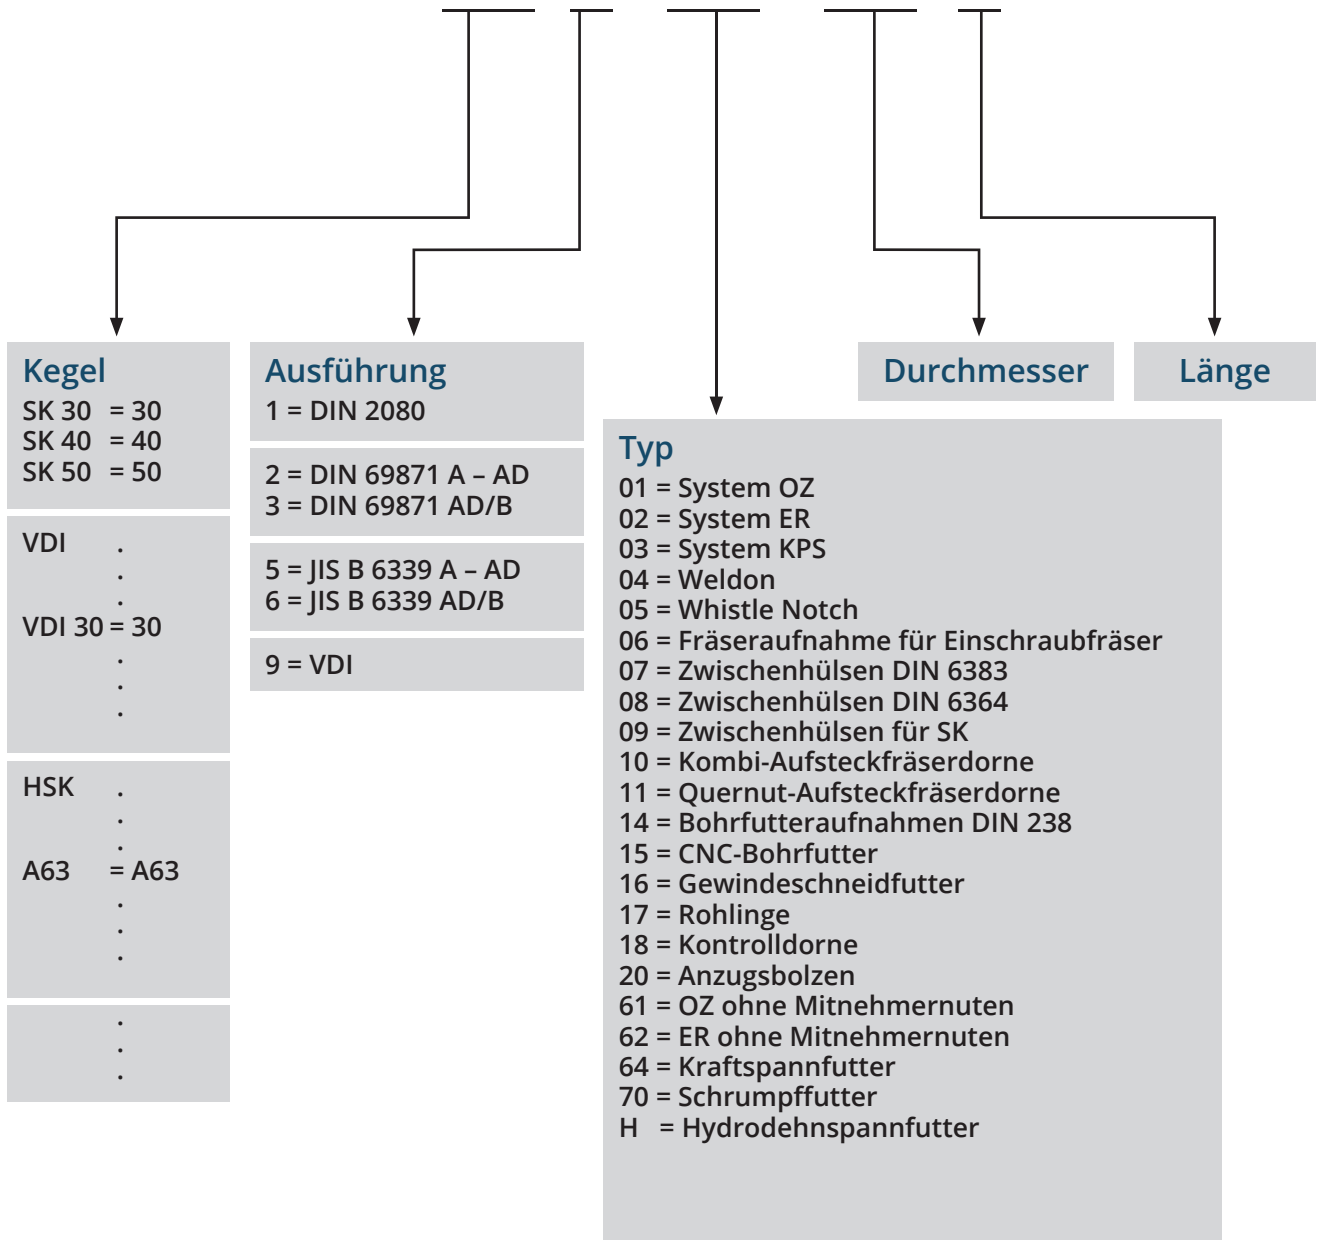 Kegel
SK 30 = 30
SK 40 = 40
SK 50 = 50
VDI .
.
.
VDI 30 = 30
.
.
.
HSK .
.
.
A63 = A63
.
.
.
.
.
.
Ausführung
1 = DIN 2080
2 = DIN 69871 A – AD
3 = DIN 69871 AD/B
5 = JIS B 6339 A – AD
6 = JIS B 6339 AD/B
9 = VDI
Typ
01 = System OZ
02 = System ER
03 = System KPS
04 = Weldon
05 = Whistle Notch
06 = Fräseraufnahme für Einschraubfräser
07 = Zwischenhülsen DIN 6383
08 = Zwischenhülsen DIN 6364
09 = Zwischenhülsen für SK
10 = Kombi-Aufsteckfräserdorne
11 = Quernut-Aufsteckfräserdorne
14 = Bohrfutteraufnahmen DIN 238
15 = CNC-Bohrfutter
16 = Gewindeschneidfutter
17 = Rohlinge
18 = Kontrolldorne
20 = Anzugsbolzen
61 = OZ ohne Mitnehmernuten
62 = ER ohne Mitnehmernuten
64 = Kraftspannfutter
70 = Schrumpffutter
H = Hydrodehnspannfutter
Durchmesser
Länge